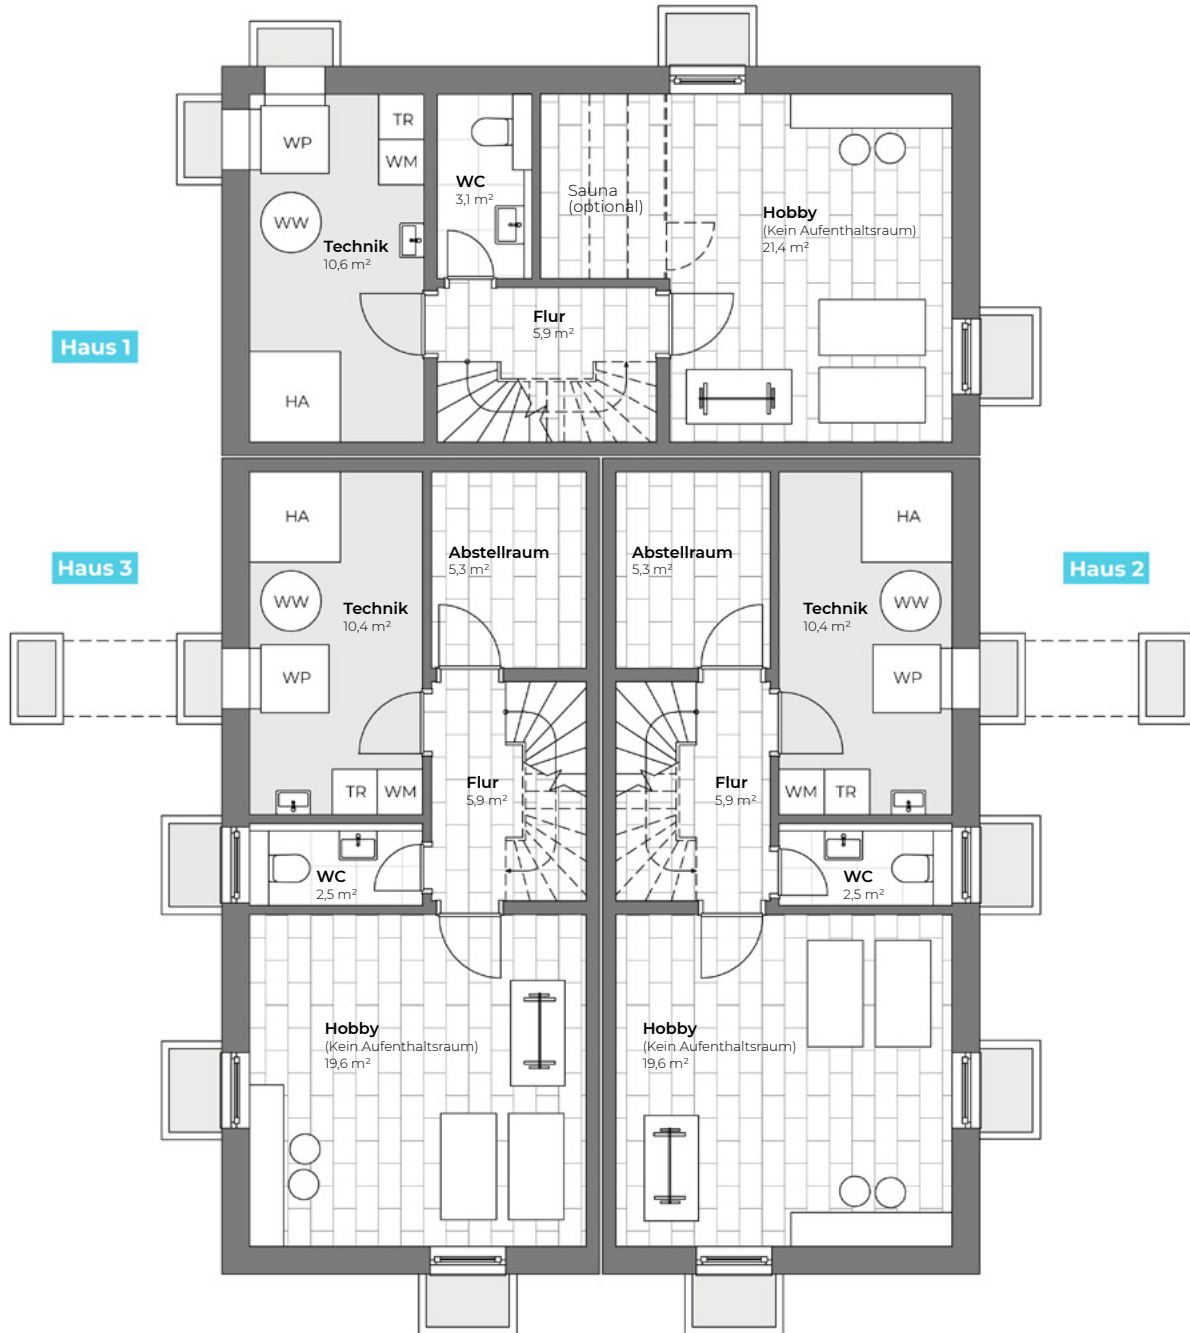 WP
TR
WM
WW
Technik
10,6 m²
HA
WC
3,1 m²
Sauna
(optional)
Hobby
(Kein Aufenthaltsraum)
21,4 m²
Flur
5,9 m²
Haus 1
HA
WW
Technik
10,4 m²
WP
TR
WM
Abstellraum
5,3 m²
Flur
5,9 m²
WC
2,5 m²
Hobby
(Kein Aufenthaltsraum)
19,6 m²
Haus 3
Abstellraum
5,3 m²
HA
WW
Technik
10,4 m²
WP
WM
TR
Flur
5,9 m²
WC
2,5 m²
Hobby
(Kein Aufenthaltsraum)
19,6 m²
Haus 2